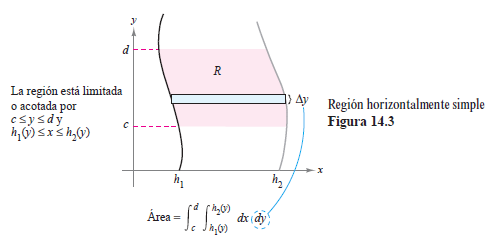 y
d
R
La región está limitada
o acotada por
c ≤ y ≤ d y
h₁(y) ≤ x ≤ h₂(y)
Δy
Región horizontalmente simple
Figura 14.3
c
x
h₁
h₂
Área = ∫_c^d ∫_{h₁(y)}^{h₂(y)} dx dy